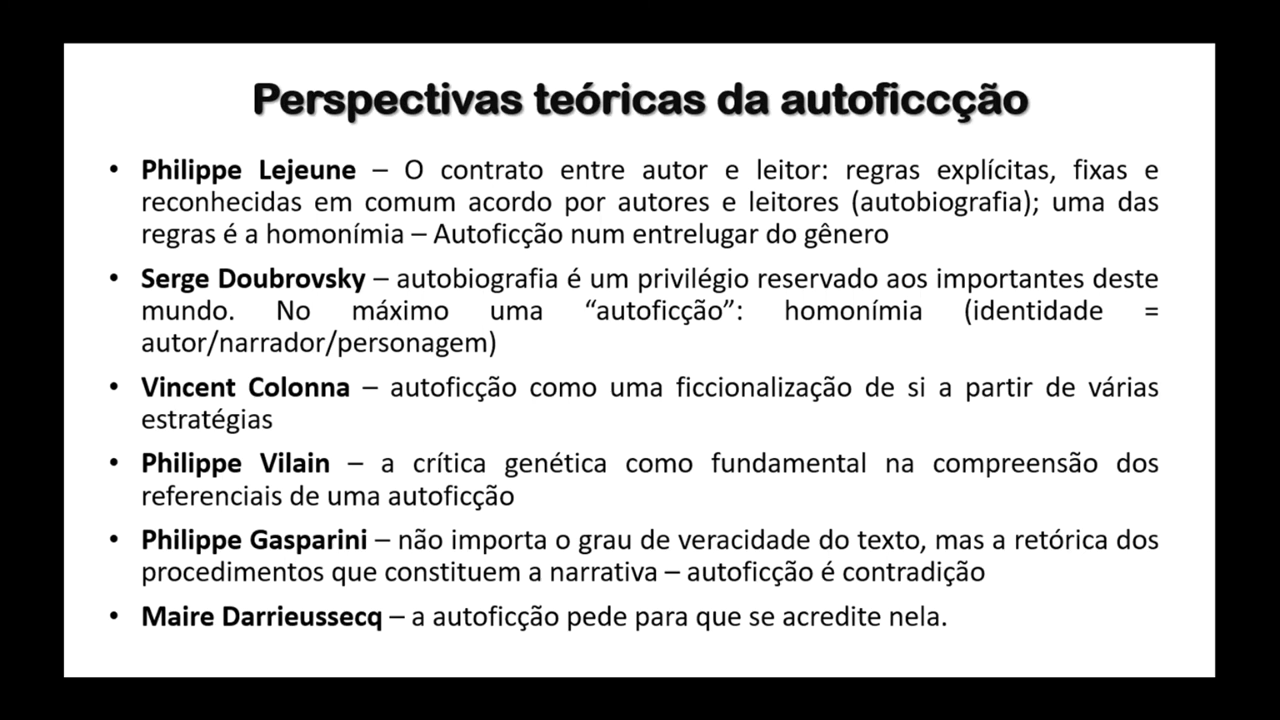 Perspectivas teóricas da autoficcção
• Philippe Lejeune – O contrato entre autor e leitor: regras explícitas, fixas e
reconhecidas em comum acordo por autores e leitores (autobiografia); uma das
regras é a homonímia – Autoficção num entrelugar do gênero
• Serge Doubrovsky – autobiografia é um privilégio reservado aos importantes deste
mundo. No máximo uma “autoficção”: homonímia (identidade =
autor/narrador/personagem)
• Vincent Colonna – autoficção como uma ficcionalização de si a partir de várias
estratégias
• Philippe Vilain – a crítica genética como fundamental na compreensão dos
referenciais de uma autoficção
• Philippe Gasparini – não importa o grau de veracidade do texto, mas a retórica dos
procedimentos que constituem a narrativa – autoficção é contradição
• Maire Darrieussecq – a autoficção pede para que se acredite nela.